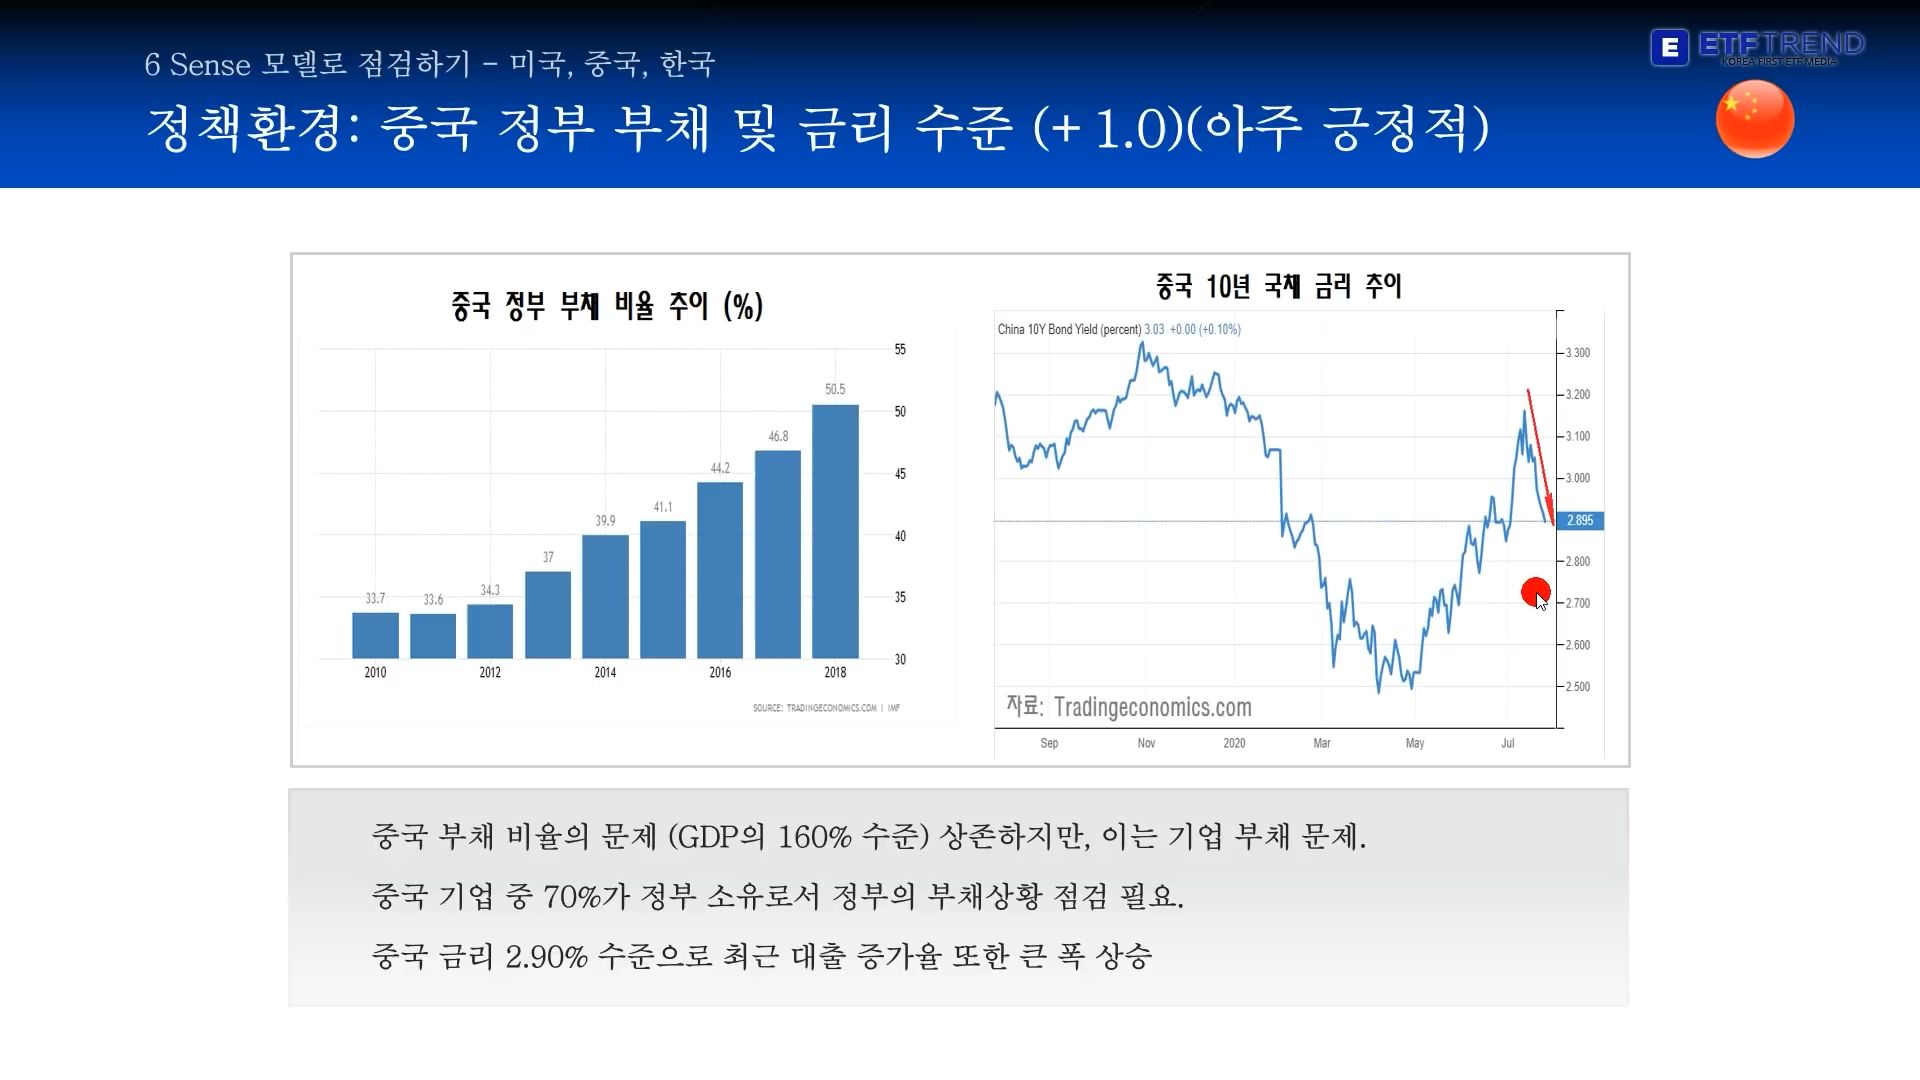 6 Sense 모델로 점검하기 - 미국, 중국, 한국
E ETFTREND
KOREA FIRST ETF MEDIA
정책환경: 중국 정부 부채 및 금리 수준 (+1.0)(아주 긍정적)
중국 정부 부채 비율 추이 (%)
55
50
45
40
35
30
33.7
33.6
34.3
37
39.9
41.1
44.2
46.8
50.5
2010
2012
2014
2016
2018
SOURCE: TRADINGECONOMICS.COM | IMF
중국 10년 국채 금리 추이
China 10Y Bond Yield (percent) 3.03 +0.00 (+0.10%)
3.300
3.200
3.100
3.000
2.895
2.800
2.700
2.600
2.500
자료: Tradingeconomics.com
Sep
Nov
2020
Mar
May
Jul
중국 부채 비율의 문제 (GDP의 160% 수준) 상존하지만, 이는 기업 부채 문제.
중국 기업 중 70%가 정부 소유로서 정부의 부채상황 점검 필요.
중국 금리 2.90% 수준으로 최근 대출 증가율 또한 큰 폭 상승